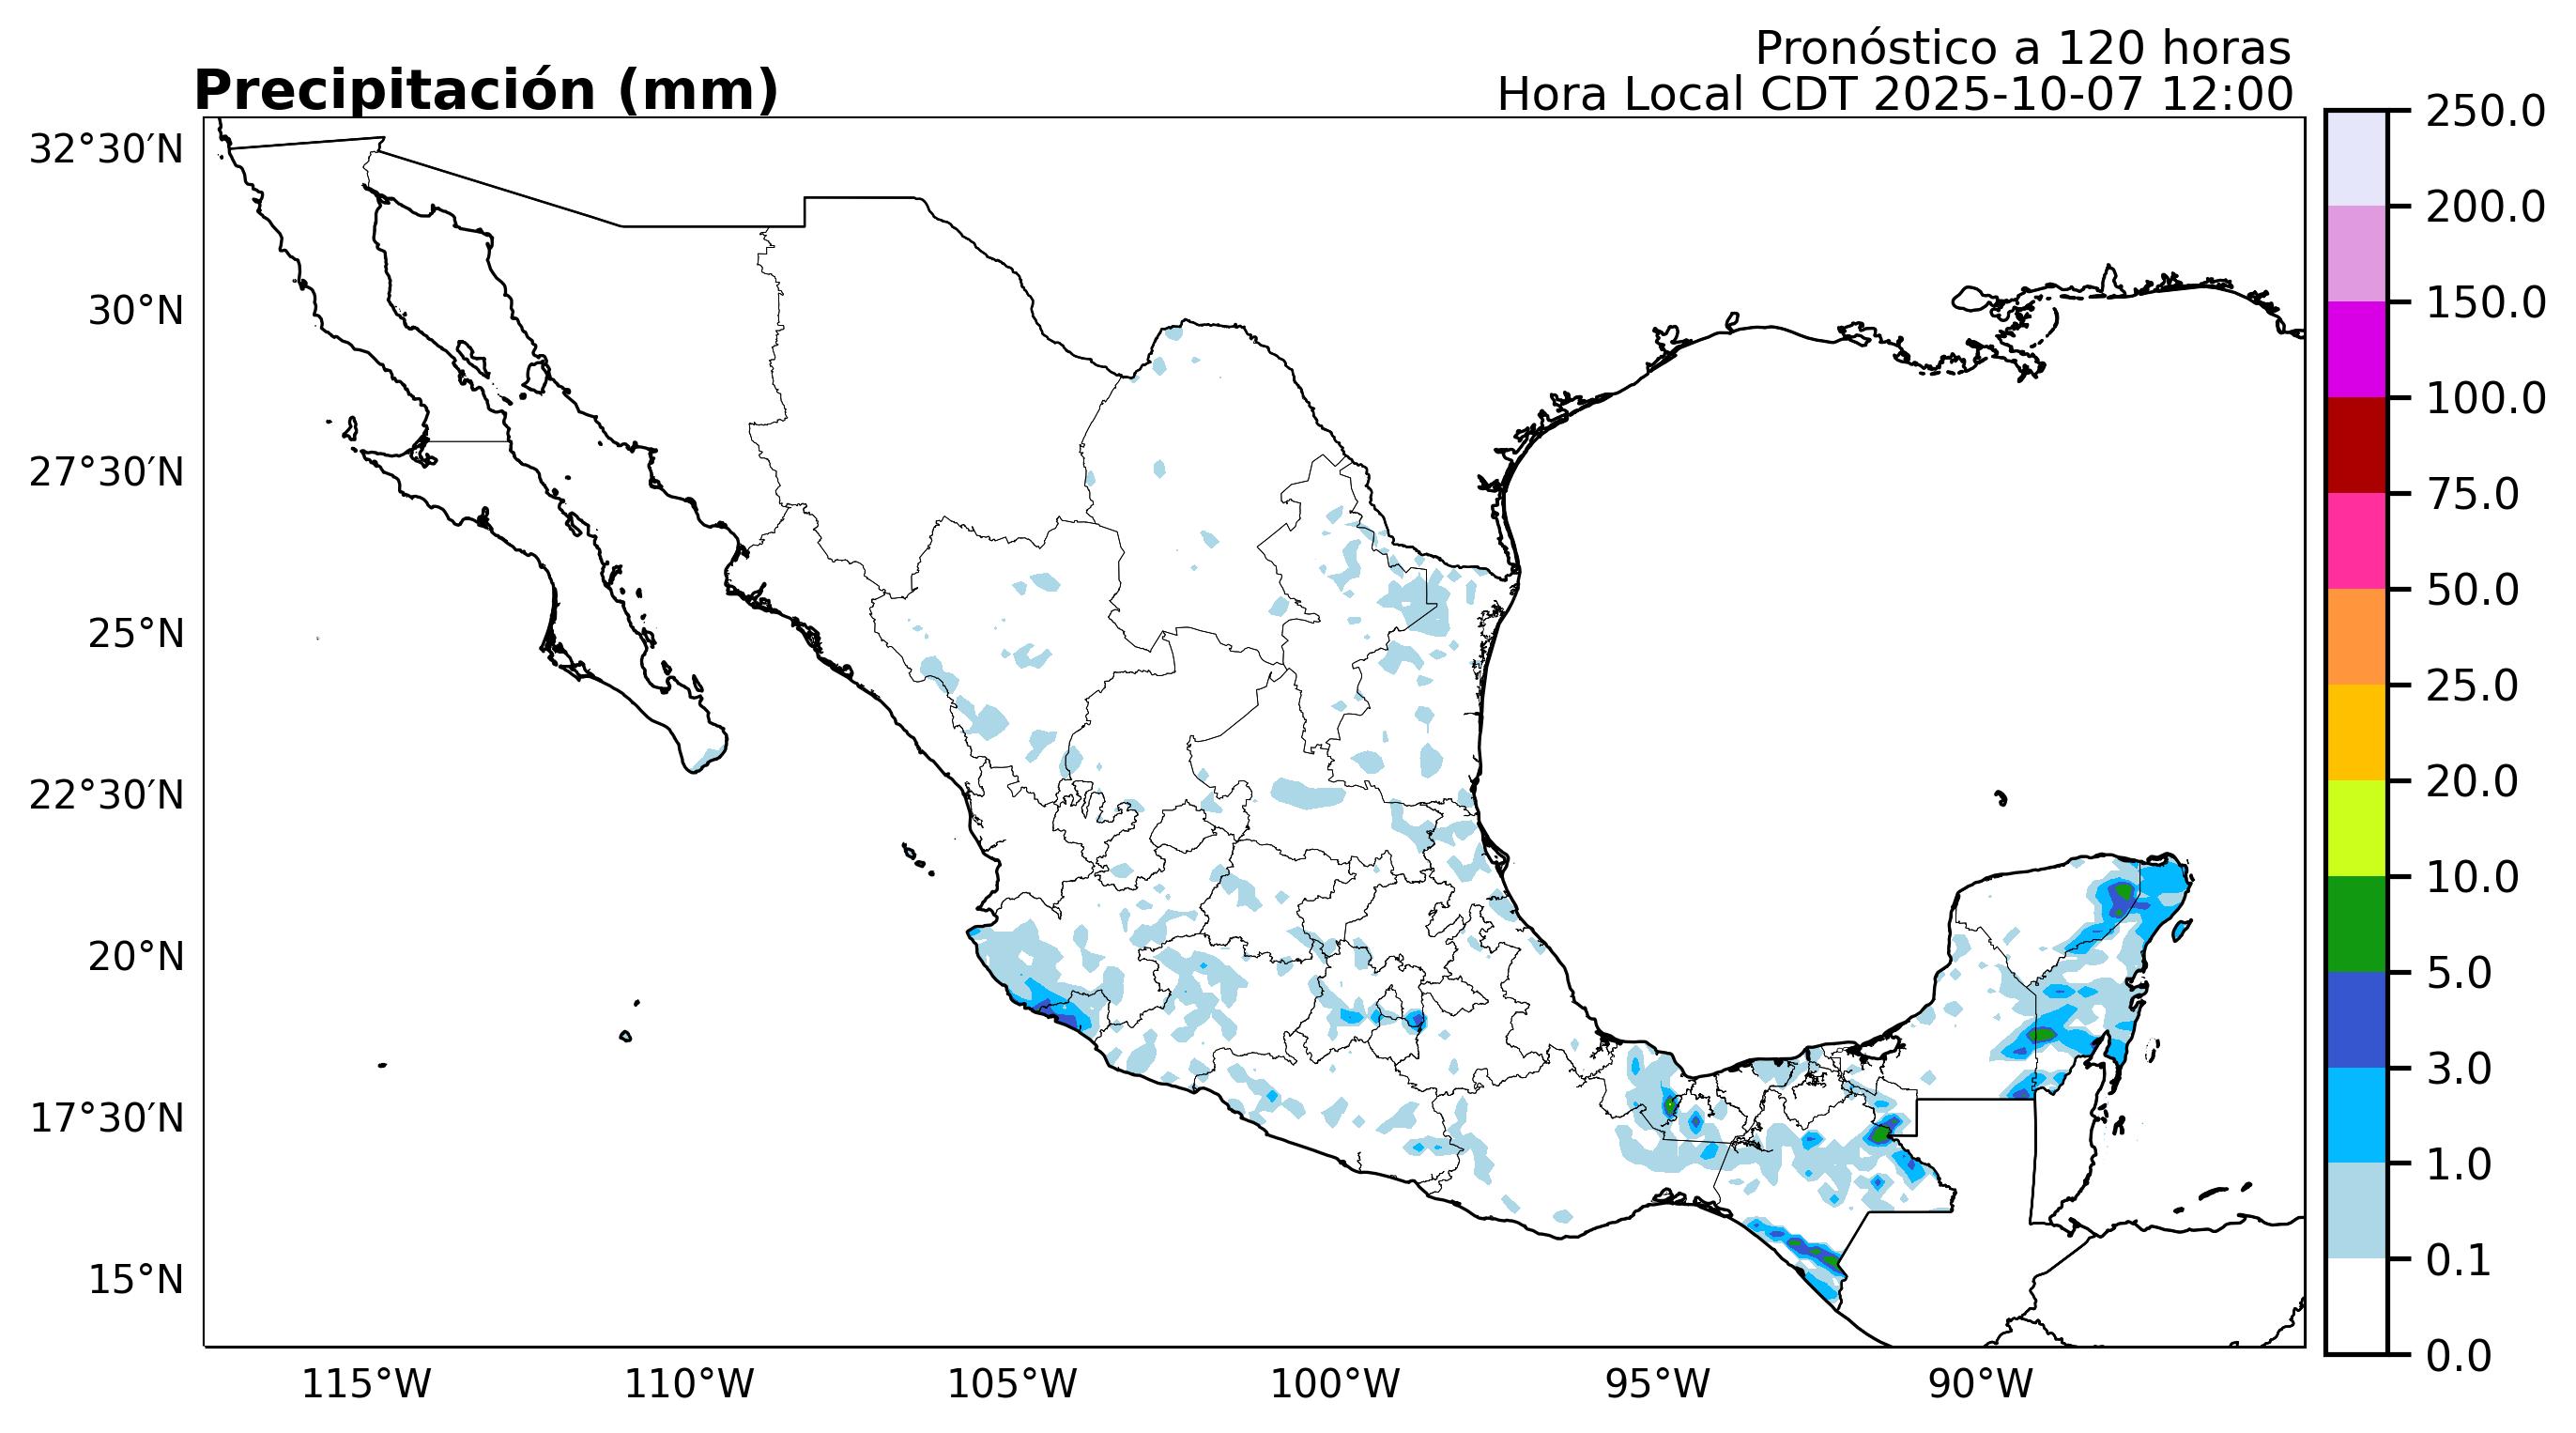 Pronóstico a 120 horas
Precipitación (mm)
Hora Local CDT 2025-10-07 12:00
32°30′N
30°N
27°30′N
25°N
22°30′N
20°N
17°30′N
15°N
115°W
110°W
105°W
100°W
95°W
90°W
250.0
200.0
150.0
100.0
75.0
50.0
25.0
20.0
10.0
5.0
3.0
1.0
0.1
0.0